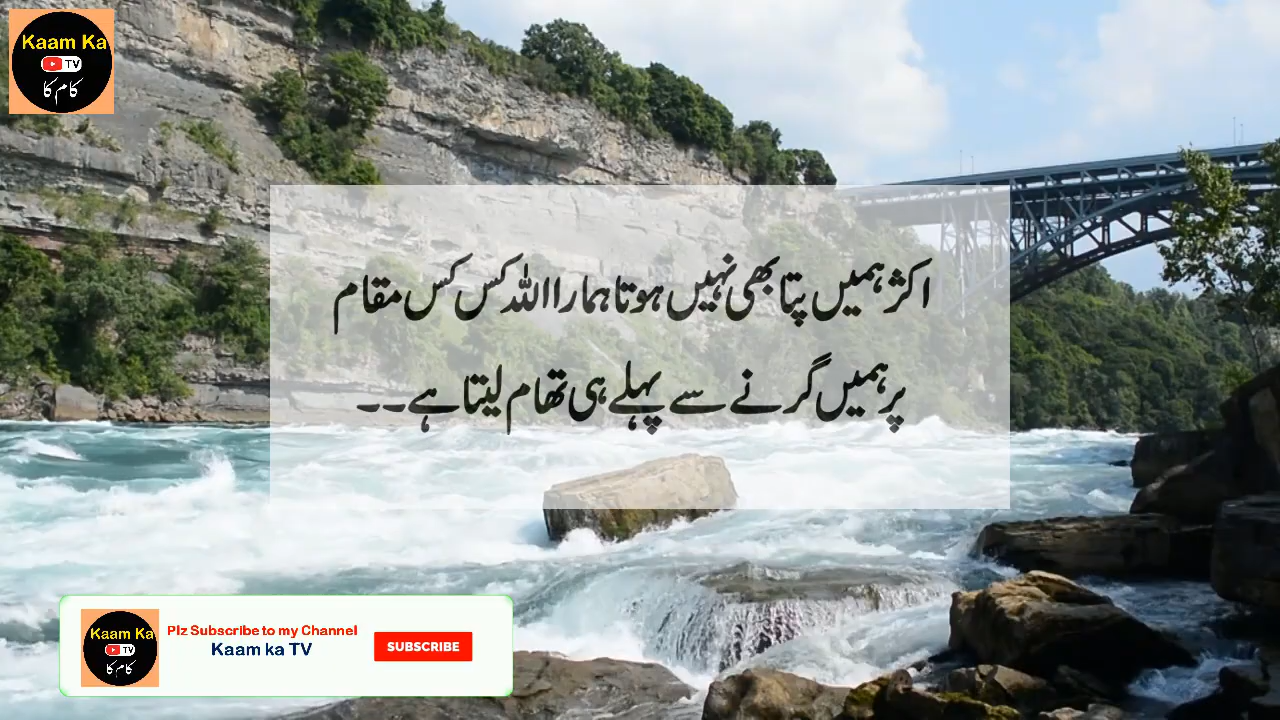 Kaam Ka
TV
کام کا
اکثر ہمیں پتا بھی نہیں ہوتا ہمارا اللہ کس کس مقام
پر ہمیں گرنے سے پہلے ہی تھام لیتا ہے۔۔
Kaam Ka
TV
کام کا
Plz Subscribe to my Channel
Kaam ka TV
SUBSCRIBE